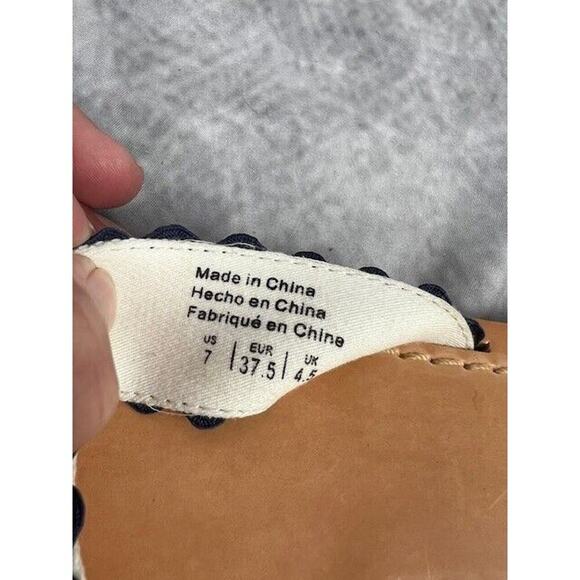 Made in China
Hecho en China
Fabriqué en Chine
US EUR UK
7 | 37.5 | 4.5